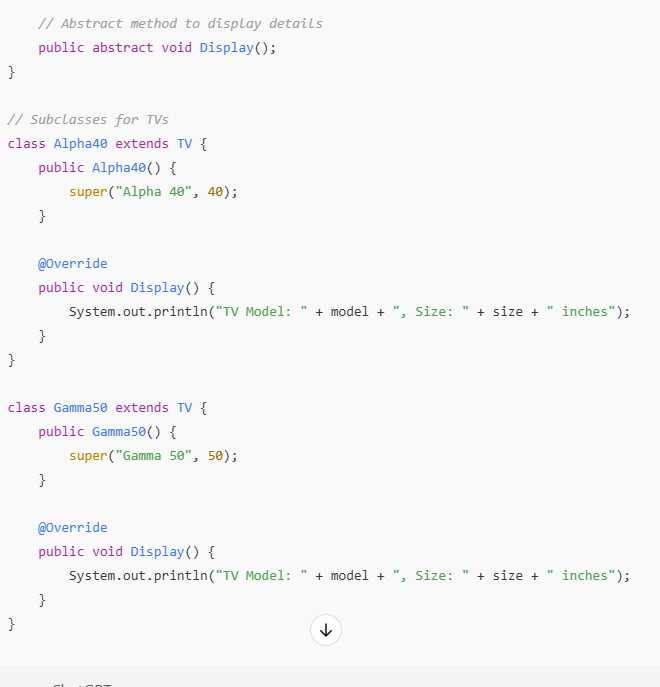 // Abstract method to display details
    public abstract void Display();
}

// Subclasses for TVs
class Alpha40 extends TV {
    public Alpha40() {
        super("Alpha 40", 40);
    }

    @Override
    public void Display() {
        System.out.println("TV Model: " + model + ", Size: " + size + " inches");
    }
}

class Gamma50 extends TV {
    public Gamma50() {
        super("Gamma 50", 50);
    }

    @Override
    public void Display() {
        System.out.println("TV Model: " + model + ", Size: " + size + " inches");
    }
}